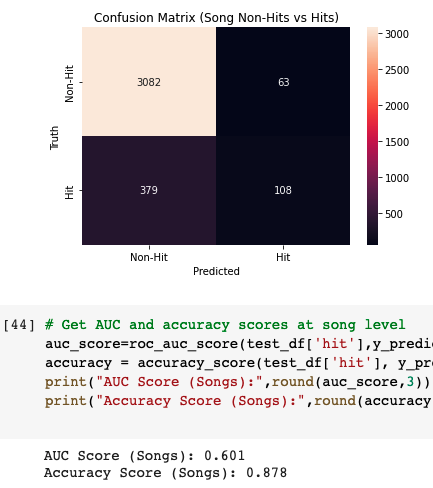 Confusion Matrix (Song Non-Hits vs Hits)
Non-Hit
Hit
Truth
3082
63
379
108
Non-Hit
Hit
Predicted
3000
2500
2000
1500
1000
500
[44] # Get AUC and accuracy scores at song level
auc_score=roc_auc_score(test_df['hit'],y_predi
accuracy = accuracy_score(test_df['hit'], y_pre
print("AUC Score (Songs):",round(auc_score,3))
print("Accuracy Score (Songs):",round(accuracy
AUC Score (Songs): 0.601
Accuracy Score (Songs): 0.878